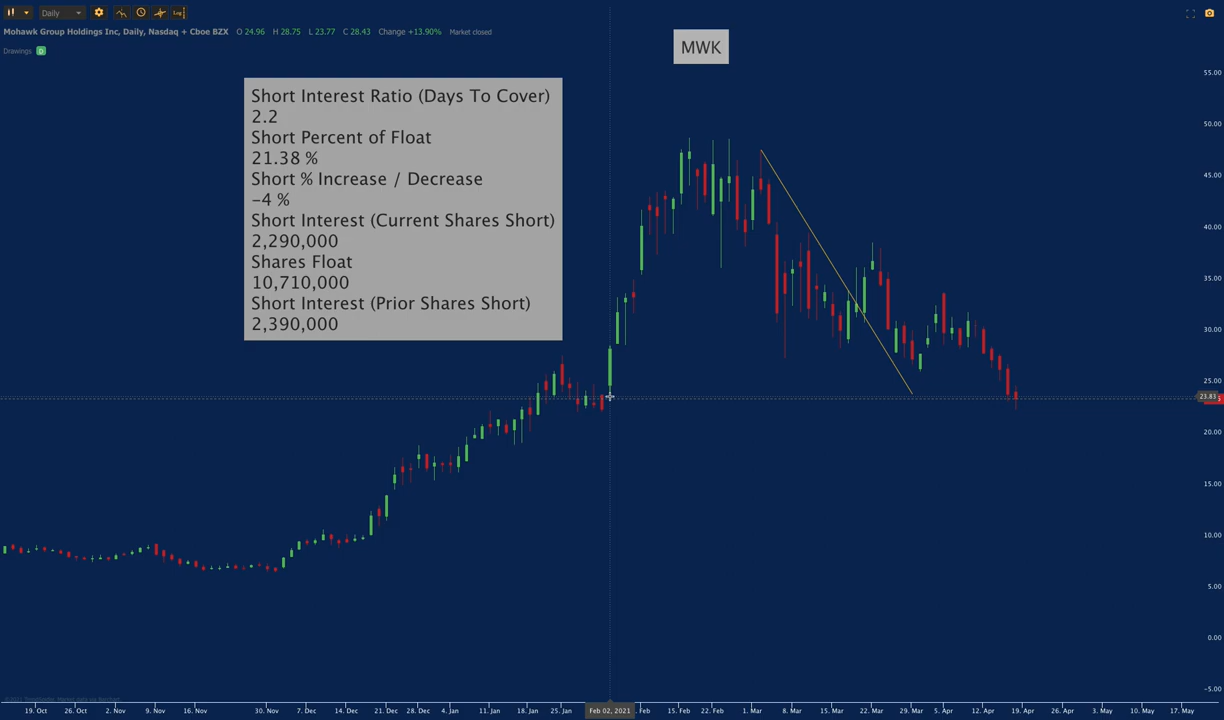 Daily
Log
Mohawk Group Holdings Inc, Daily, Nasdaq + Cboe BZX O 24.96 H 28.75 L 23.77 C 28.43 Change +13.90% Market closed
Drawings D
MWK
Short Interest Ratio (Days To Cover)
2.2
Short Percent of Float
21.38 %
Short % Increase / Decrease
-4 %
Short Interest (Current Shares Short)
2,290,000
Shares Float
10,710,000
Short Interest (Prior Shares Short)
2,390,000
55.00
50.00
45.00
40.00
35.00
30.00
25.00
23.83
20.00
15.00
10.00
5.00
0.00
-5.00
19. Oct 26. Oct 2. Nov 9. Nov 16. Nov 30. Nov 7. Dec 14. Dec 21. Dec 28. Dec 4. Jan 11. Jan 18. Jan 25. Jan Feb 02, 2021 . Feb 15. Feb 22. Feb 1. Mar 8. Mar 15. Mar 22. Mar 29. Mar 5. Apr 12. Apr 19. Apr 26. Apr 3. May 10. May 17. May